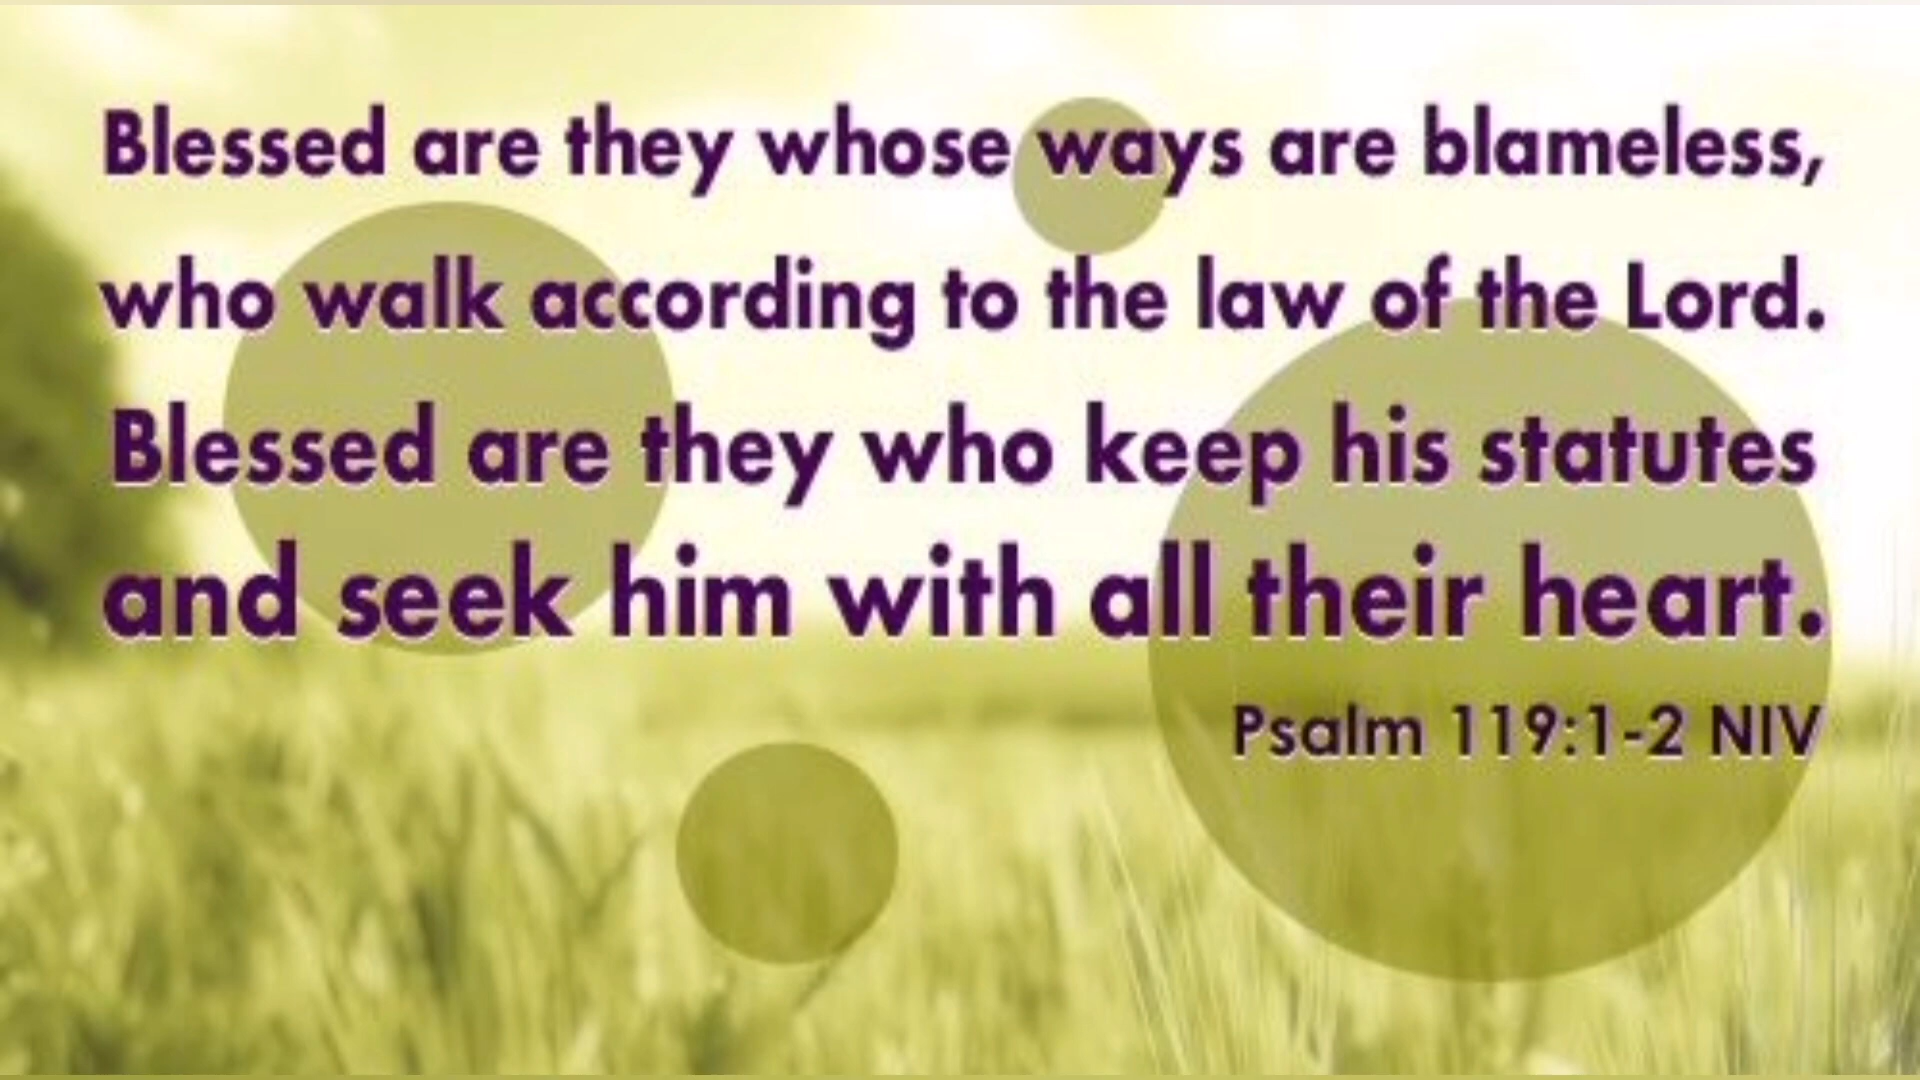 Blessed are they whose ways are blameless,
who walk according to the law of the Lord.
Blessed are they who keep his statutes
and seek him with all their heart.
Psalm 119:1-2 NIV